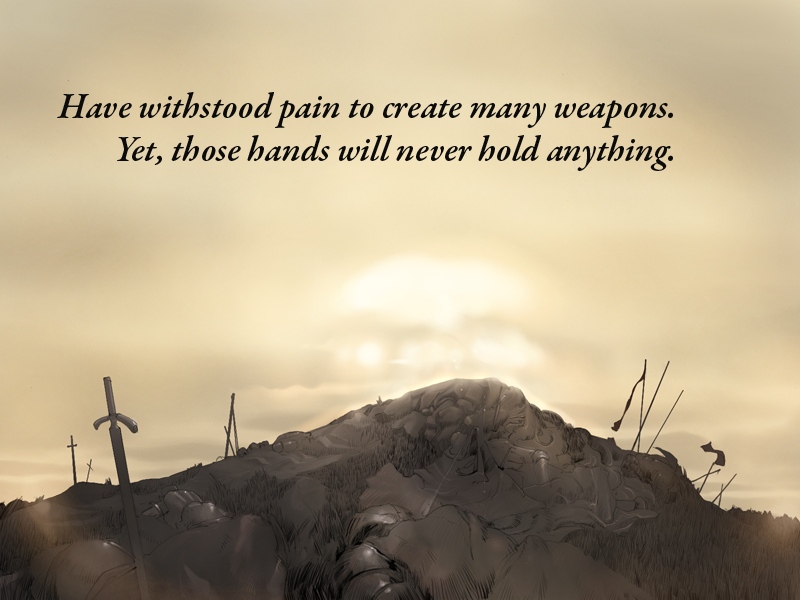 Have withstood pain to create many weapons.
Yet, those hands will never hold anything.